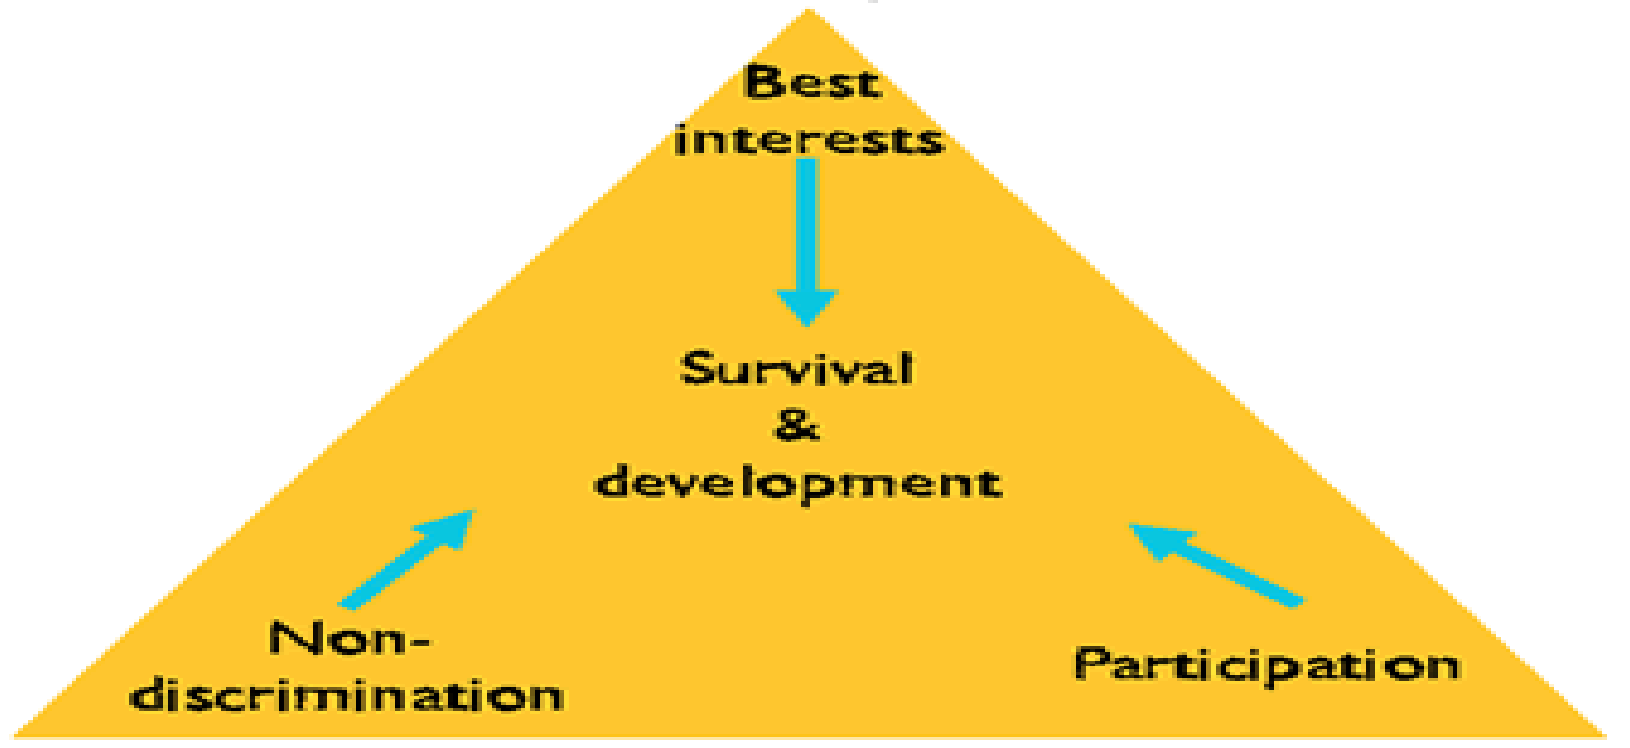 Best
interests
Survival
&
development
Non-
discrimination
Participation